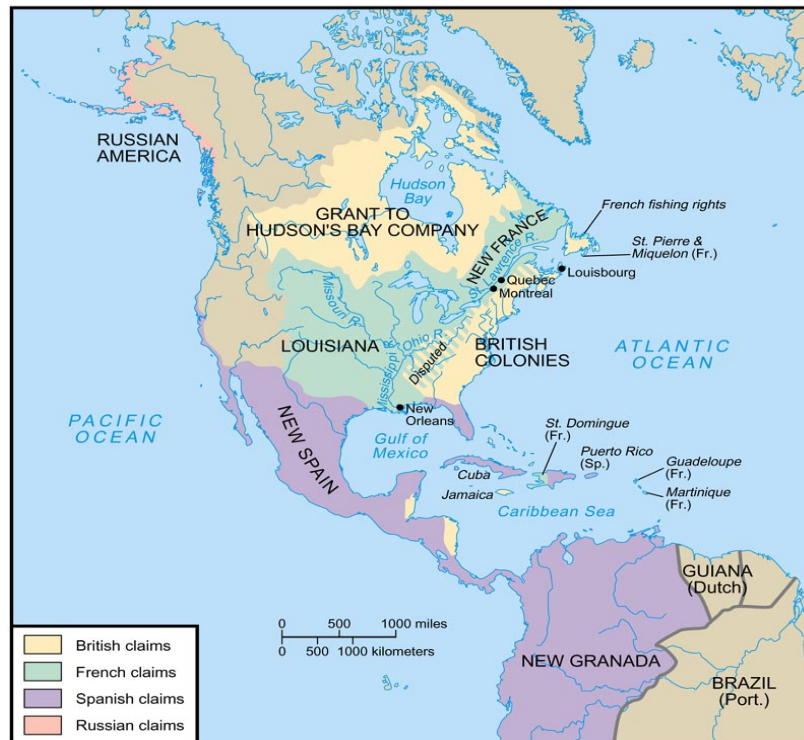 RUSSIAN
AMERICA
Hudson
Bay
GRANT TO
HUDSON'S BAY COMPANY
NEW FRANCE
St. Lawrence R.
French fishing rights
St. Pierre &
Miquelon (Fr.)
Louisbourg
Quebec
Montreal
Missouri R.
LOUISIANA
Mississippi R.
Ohio R.
Disputed
BRITISH
COLONIES
ATLANTIC
OCEAN
PACIFIC
OCEAN
NEW SPAIN
New
Orleans
Gulf of
Mexico
St. Domingue
(Fr.)
Puerto Rico
(Sp.)
Guadeloupe
(Fr.)
Martinique
(Fr.)
Cuba
Jamaica
Caribbean Sea
GUIANA
(Dutch)
NEW GRANADA
BRAZIL
(Port.)
0 500 1000 miles
0 500 1000 kilometers
British claims
French claims
Spanish claims
Russian claims